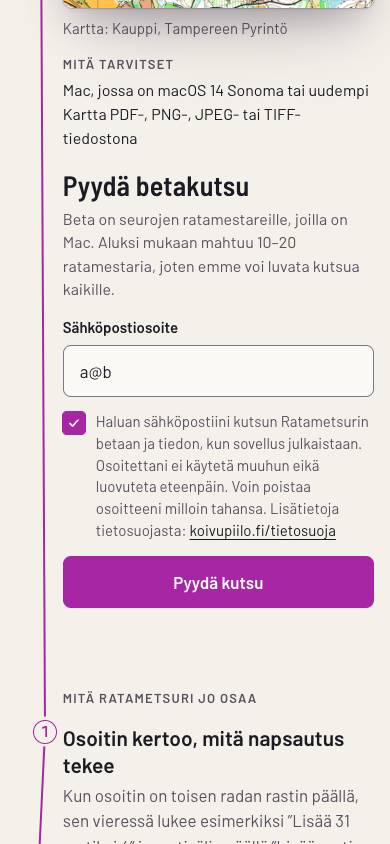 Kartta: Kauppi, Tampereen Pyrintö
MITÄ TARVITSET
Mac, jossa on macOS 14 Sonoma tai uudempi
Kartta PDF-, PNG-, JPEG- tai TIFF-
tiedostona
Pyydä betakutsu
Beta on seurojen ratamestareille, joilla on
Mac. Aluksi mukaan mahtuu 10–20
ratamestaria, joten emme voi luvata kutsua
kaikille.
Sähköpostiosoite
a@b
Haluan sähköpostiini kutsun Ratametsurin
betaan ja tiedon, kun sovellus julkaistaan.
Osoitettani ei käytetä muuhun eikä
luovuteta eteenpäin. Voin poistaa
osoitteeni milloin tahansa. Lisätietoja
tietosuojasta: koivupiilo.fi/tietosuoja
Pyydä kutsu
MITÄ RATAMETSURI JO OSAA
1
Osoitin kertoo, mitä napsautus
tekee
Kun osoitin on toisen radan rastin päällä,
sen vieressä lukee esimerkiksi ”Lisää 31